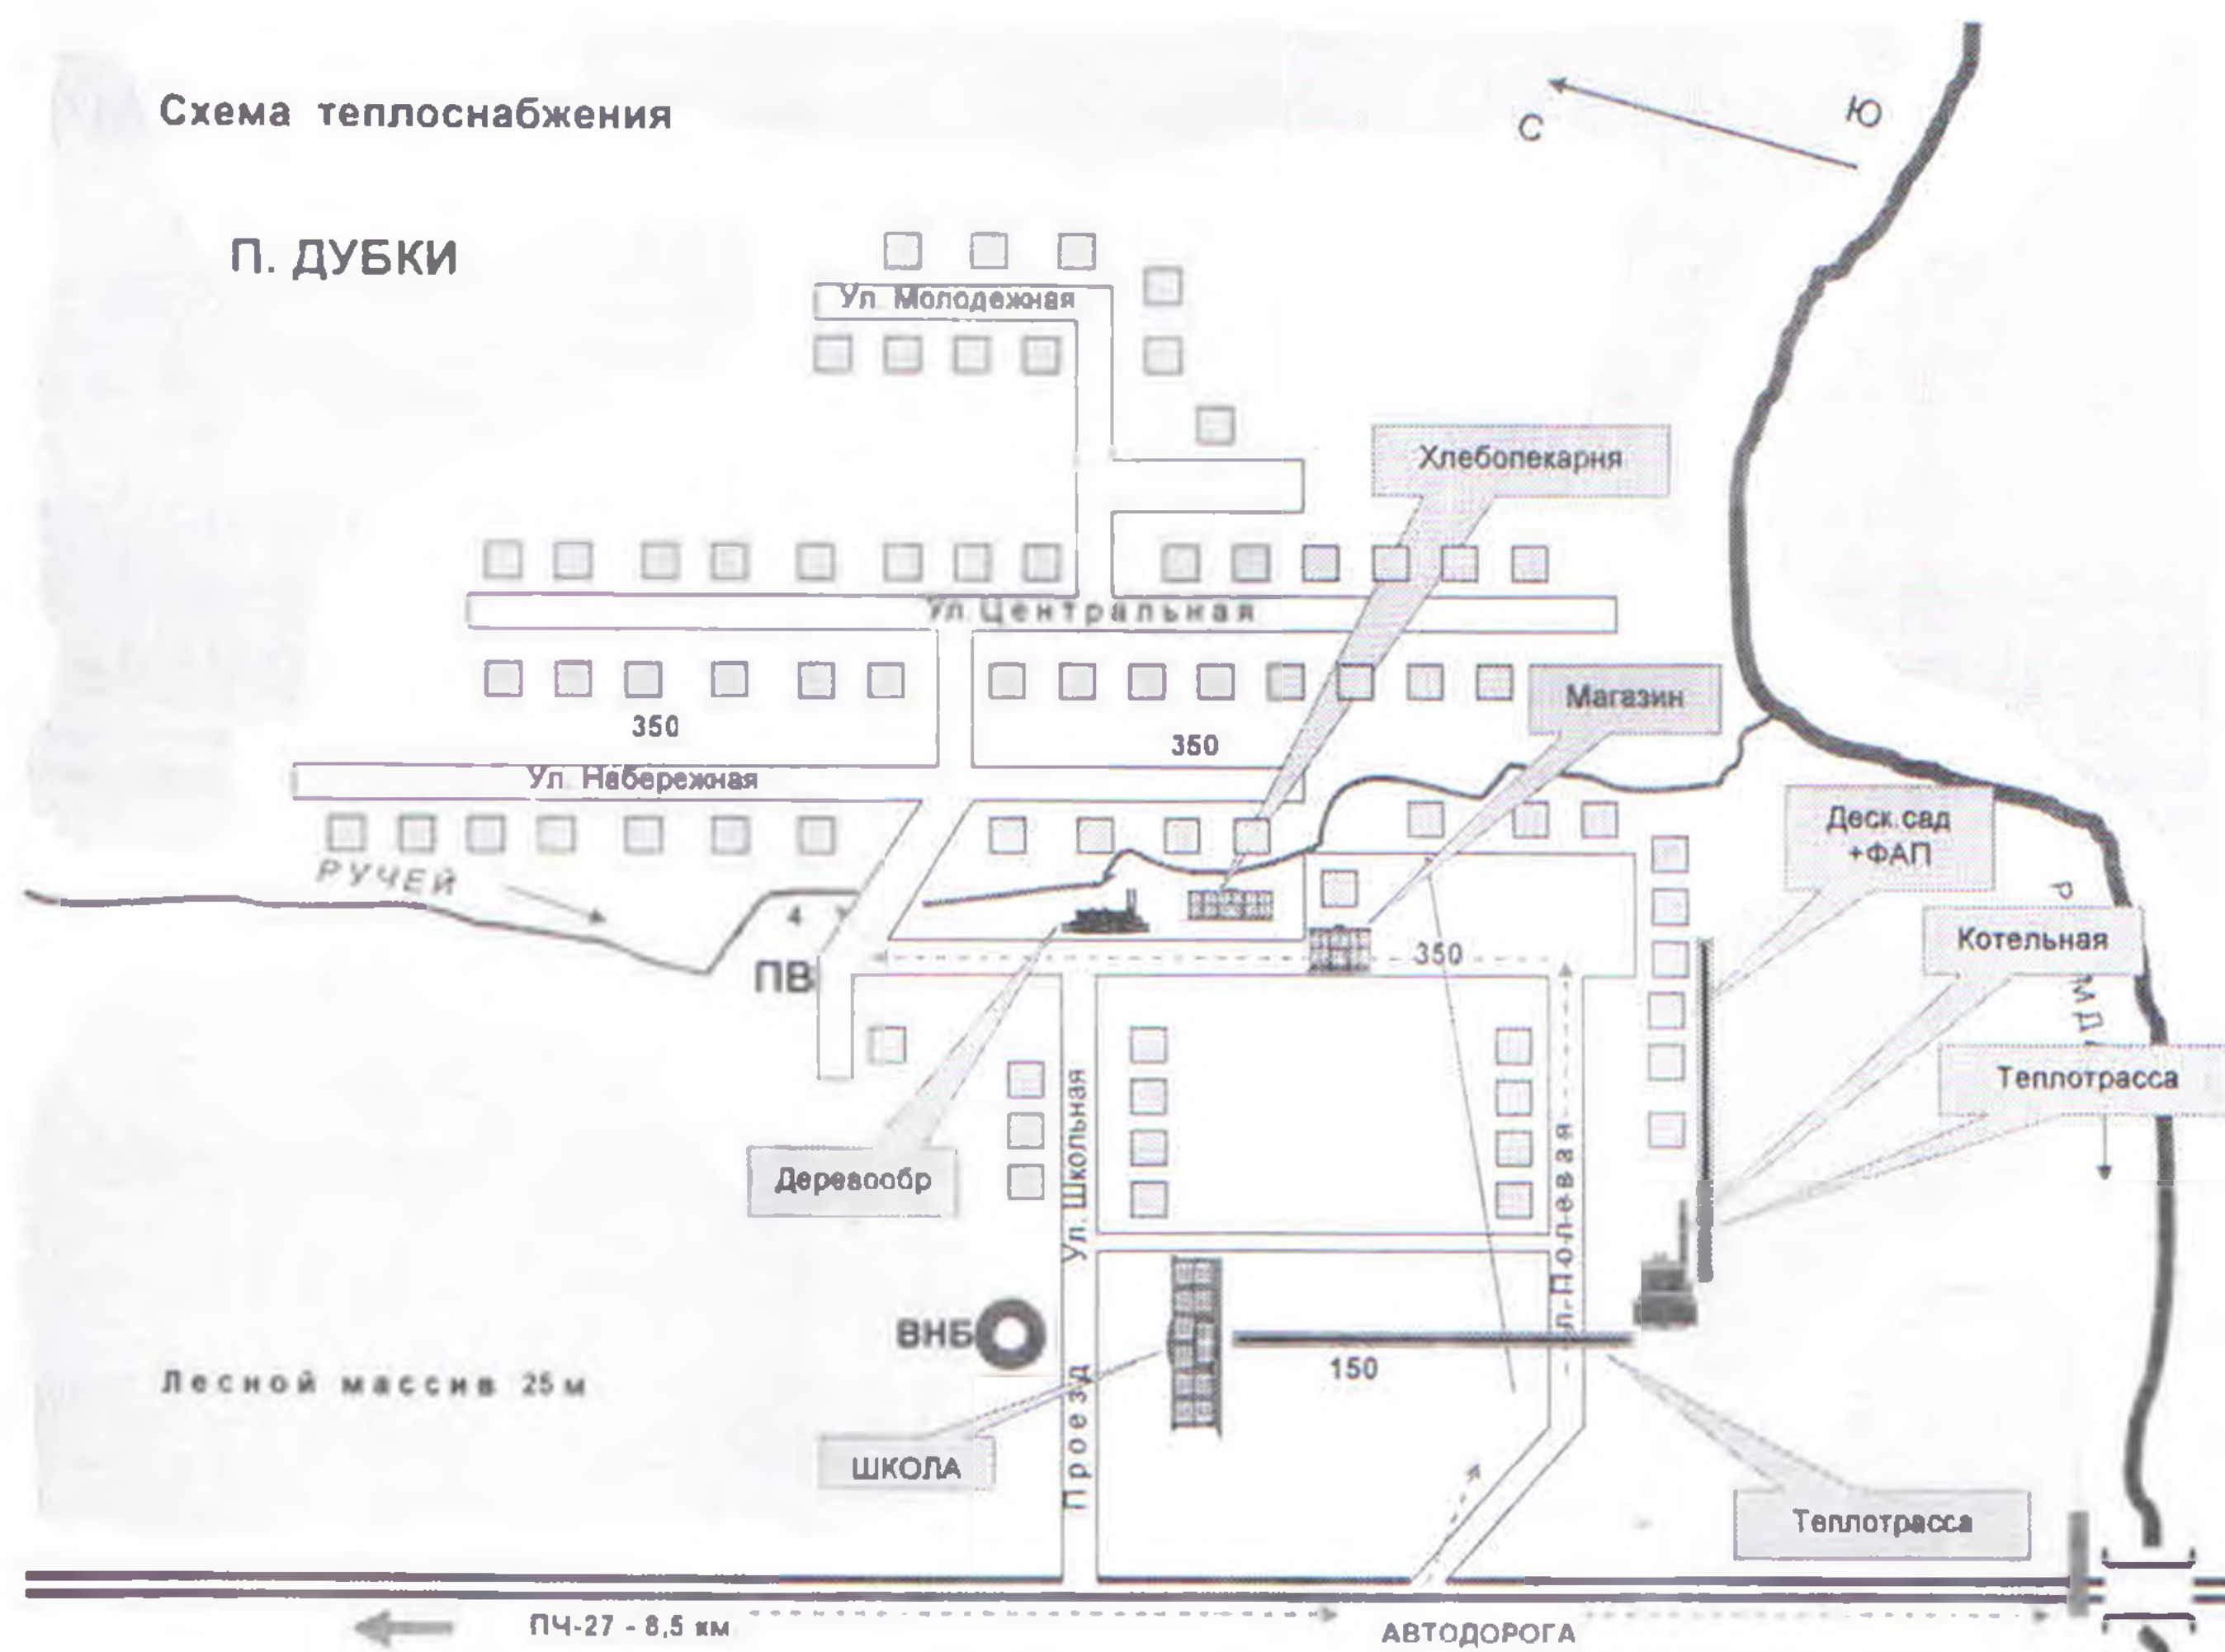 Схема теплоснабжения
С
Ю
П. ДУБКИ
Ул. Молодежная
Хлебопекарня
Ул. Центральная
Магазин
350
350
Ул. Набережная
Деск.сад
+ФАП
РУЧЕЙ
4
Котельная
350
ПВ
Теплотрасса
Ул. Школьная
Деревообр
ул. Полевая
ВНБ
150
Лесной массив 25 м
Проезд
ШКОЛА
Теплотрасса
ПЧ-27 - 8,5 км
АВТОДОРОГА